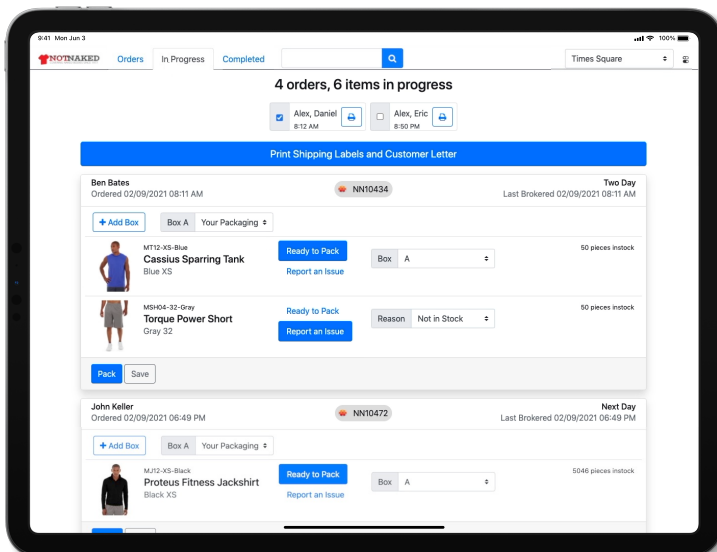 9:41 Mon Jun 3
100%
NOTNAKED
Orders
In Progress
Completed
Times Square
4 orders, 6 items in progress
Alex, Daniel
8:12 AM
Alex, Eric
8:50 PM
Print Shipping Labels and Customer Letter
Ben Bates
Ordered 02/09/2021 08:11 AM
NN10434
Two Day
Last Brokered 02/09/2021 08:11 AM
+ Add Box
Box A Your Packaging
MT12-XS-Blue
Cassius Sparring Tank
Blue XS
Ready to Pack
Report an Issue
Box A
50 pieces instock
MSH04-32-Gray
Torque Power Short
Gray 32
Ready to Pack
Report an Issue
Reason Not in Stock
50 pieces instock
Pack
Save
John Keller
Ordered 02/09/2021 06:49 PM
NN10472
Next Day
Last Brokered 02/09/2021 06:49 PM
+ Add Box
Box A Your Packaging
MJ12-XS-Black
Proteus Fitness Jackshirt
Black XS
Ready to Pack
Report an Issue
Box A
5046 pieces instock